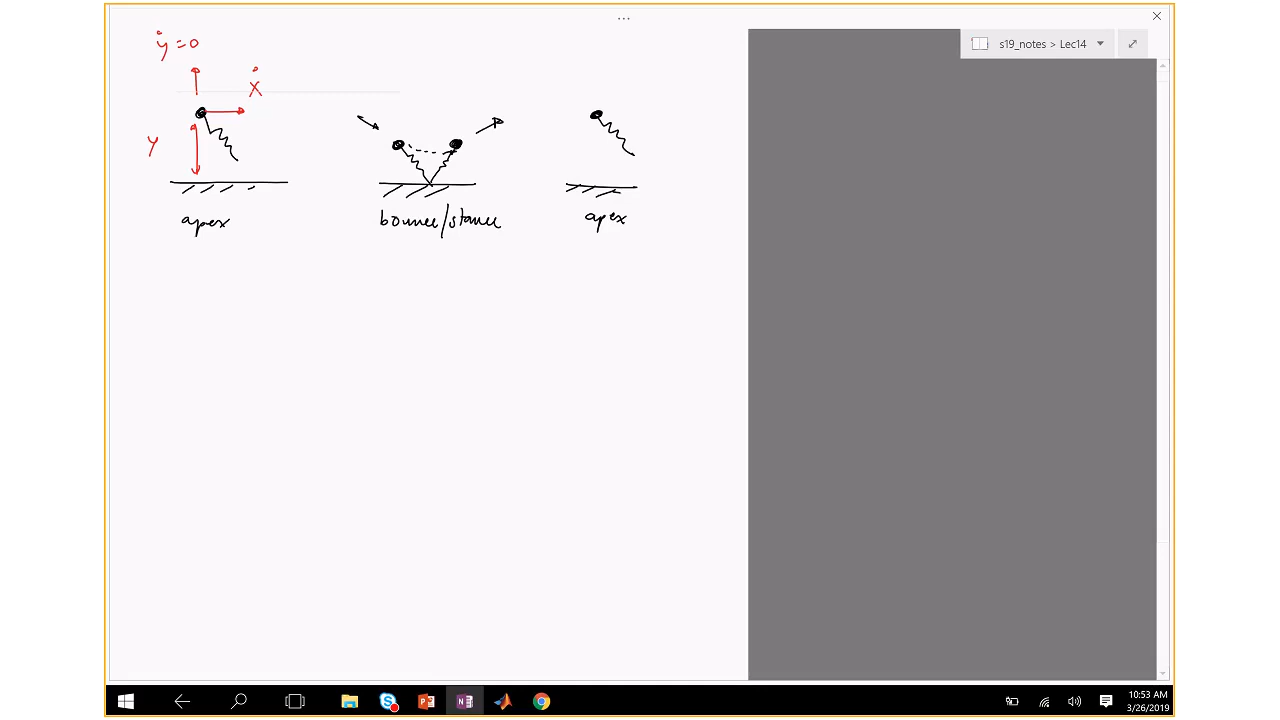 s19_notes > Lec14
ẏ = 0
ẋ
y
apex
bounce/stance
apex
10:53 AM
3/26/2019